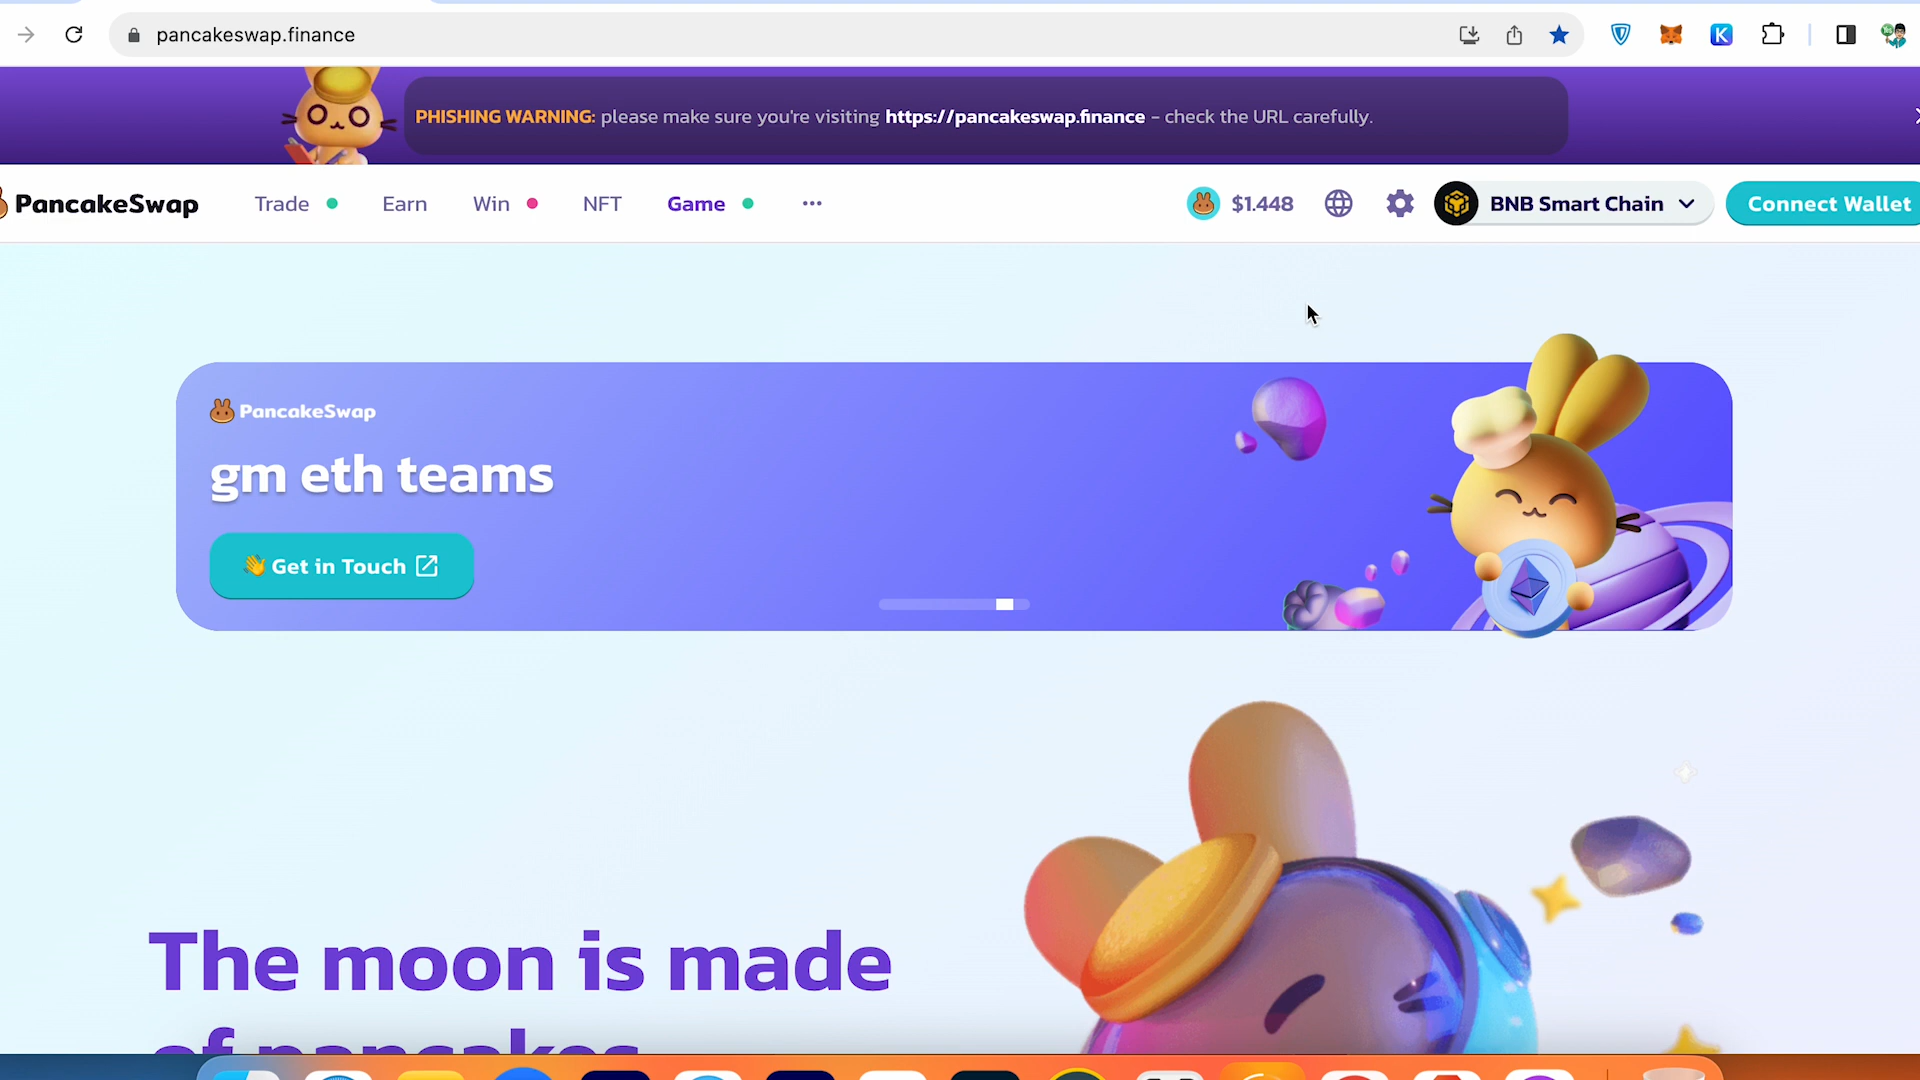 pancakeswap.finance
PHISHING WARNING: please make sure you're visiting https://pancakeswap.finance - check the URL carefully.
PancakeSwap Trade Earn Win NFT Game $1.448 BNB Smart Chain Connect Wallet
PancakeSwap
gm eth teams
👋 Get in Touch
The moon is made
of pancakes